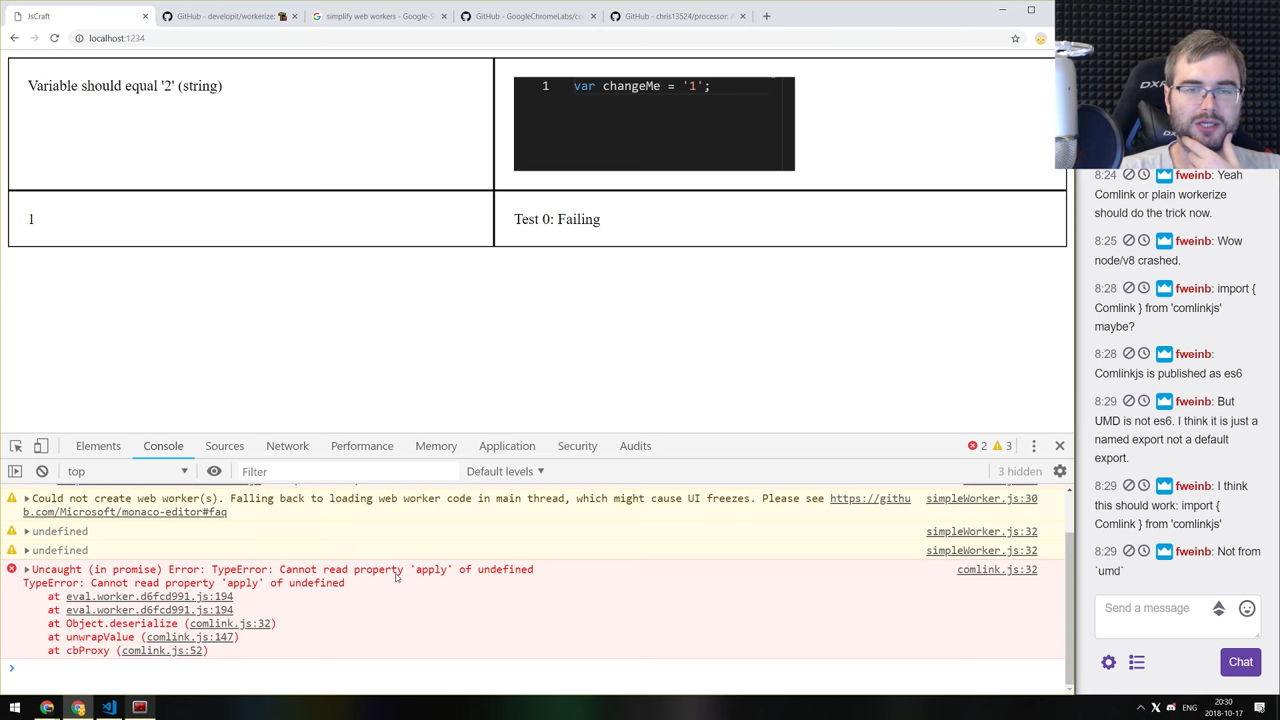 JsCraft
GitHub - developit/workerize:
simplify web workers - Google-S
GitHub - GoogleChromeLabs/co
GitHub - chris13524/processor:
localhost:1234
Variable should equal '2' (string)
1 var changeMe = '1';
1
Test 0: Failing
DX
8:24 fweinb: Yeah
Comlink or plain workerize
should do the trick now.
8:25 fweinb: Wow
node/v8 crashed.
8:28 fweinb: import {
Comlink } from 'comlinkjs'
maybe?
8:28 fweinb:
Comlinkjs is published as es6
8:29 fweinb: But
UMD is not es6. I think it is just a
named export not a default
export.
8:29 fweinb: I think
this should work: import {
Comlink } from 'comlinkjs'
8:29 fweinb: Not from
`umd`
Send a message
Chat
Elements Console Sources Network Performance Memory Application Security Audits 2 3
top Filter Default levels 3 hidden
Could not create web worker(s). Falling back to loading web worker code in main thread, which might cause UI freezes. Please see https://githu simpleWorker.js:30
b.com/Microsoft/monaco-editor#faq
undefined simpleWorker.js:32
undefined simpleWorker.js:32
Uncaught (in promise) Error: TypeError: Cannot read property 'apply' of undefined comlink.js:32
TypeError: Cannot read property 'apply' of undefined
at eval.worker.d6fcd991.js:194
at eval.worker.d6fcd991.js:194
at Object.deserialize (comlink.js:32)
at unwrapValue (comlink.js:147)
at cbProxy (comlink.js:52)
ENG
20:30
2018-10-17